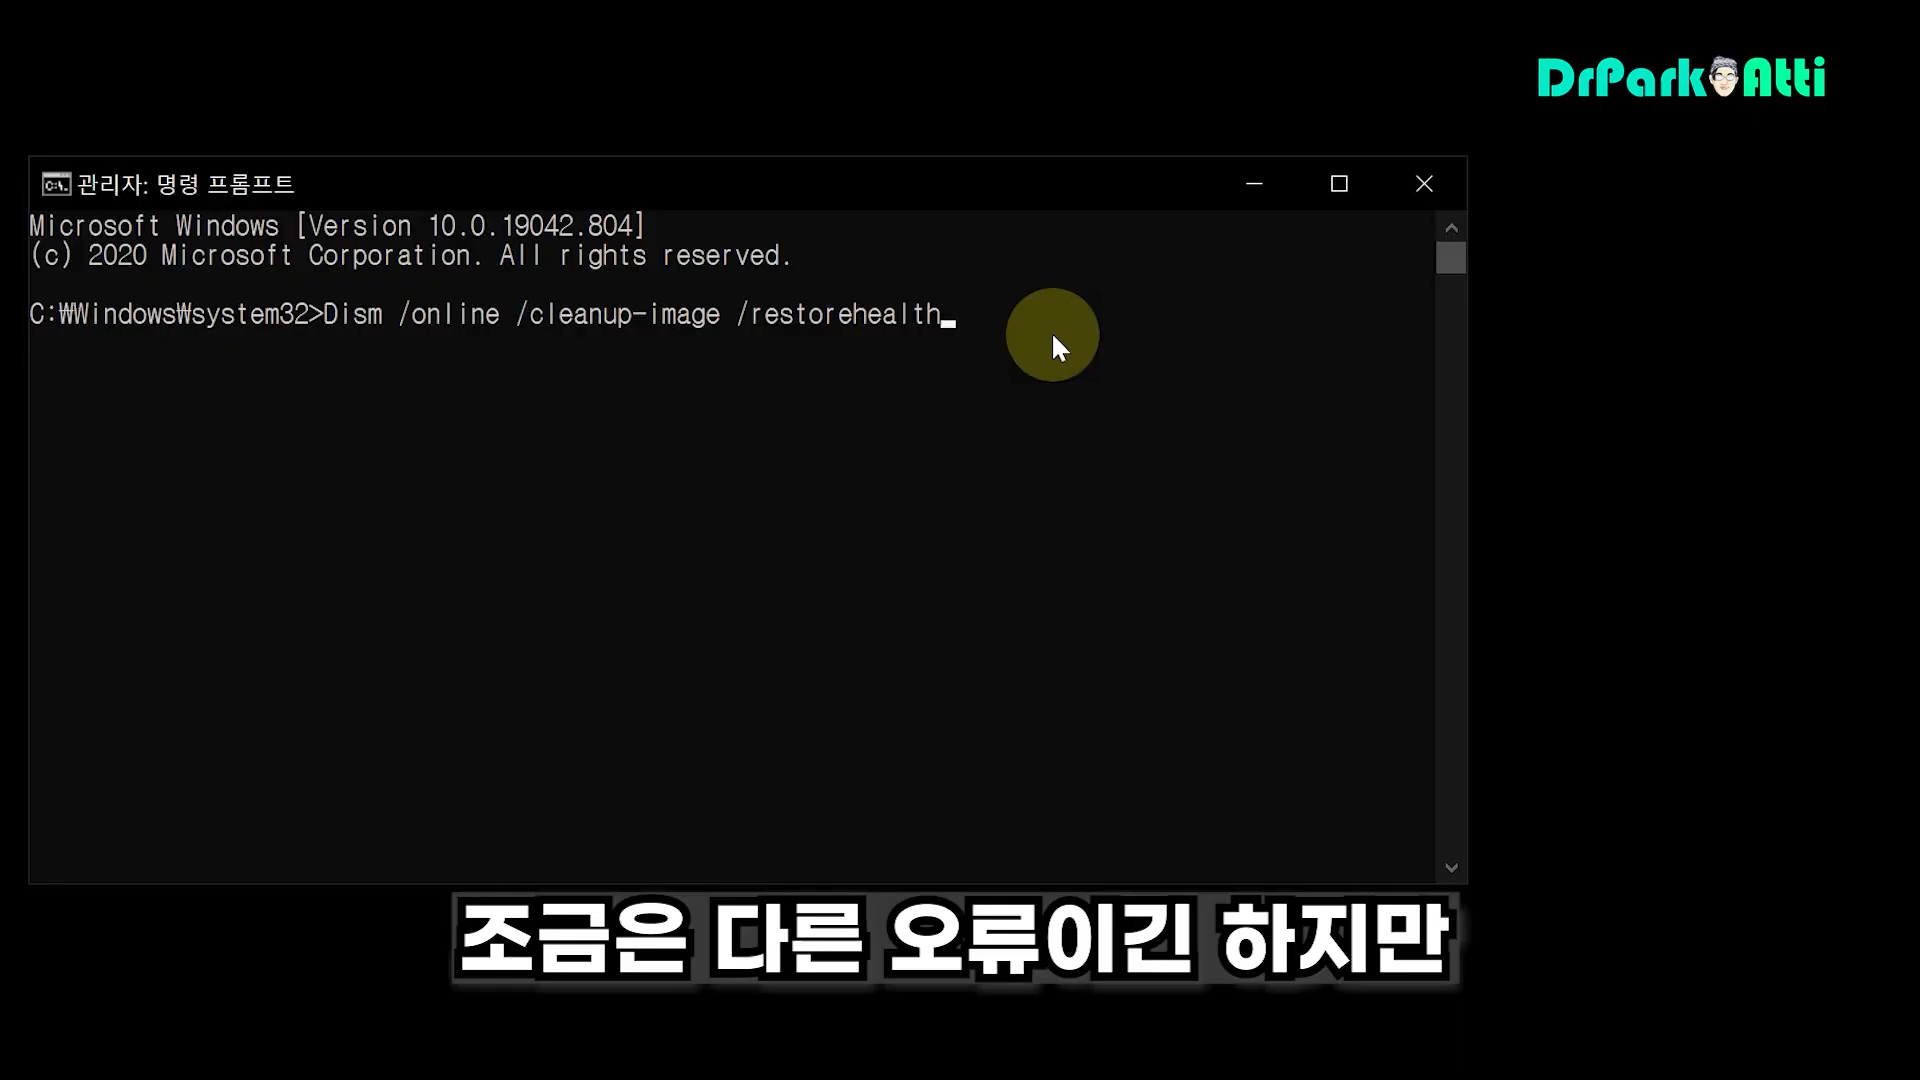 DrPark Atti
관리자: 명령 프롬프트
Microsoft Windows [Version 10.0.19042.804]
(c) 2020 Microsoft Corporation. All rights reserved.
C:₩Windows₩system32>Dism /online /cleanup-image /restorehealth
조금은 다른 오류이긴 하지만